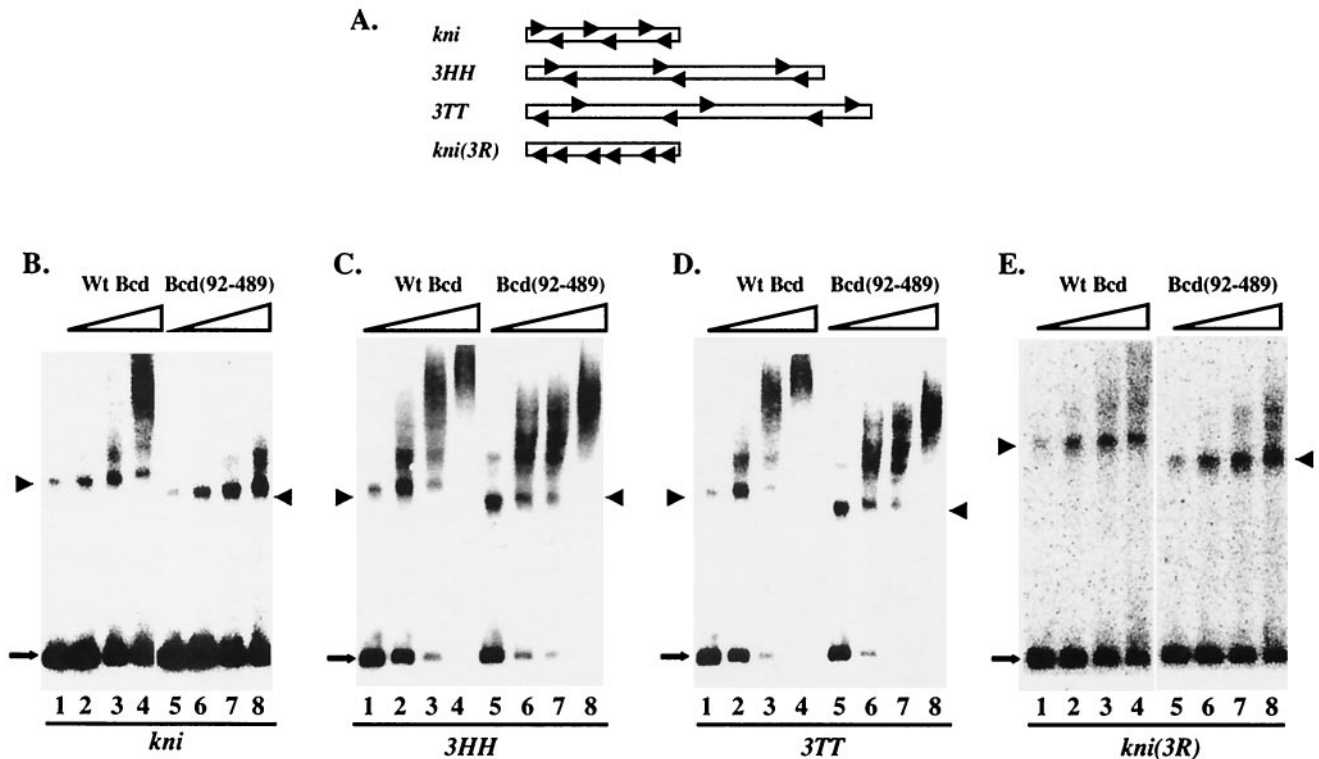 A.
kni
3HH
3TT
kni(3R)
B.
Wt Bcd Bcd(92-489)
1 2 3 4 5 6 7 8
kni
C.
Wt Bcd Bcd(92-489)
1 2 3 4 5 6 7 8
3HH
D.
Wt Bcd Bcd(92-489)
1 2 3 4 5 6 7 8
3TT
E.
Wt Bcd Bcd(92-489)
1 2 3 4 5 6 7 8
kni(3R)